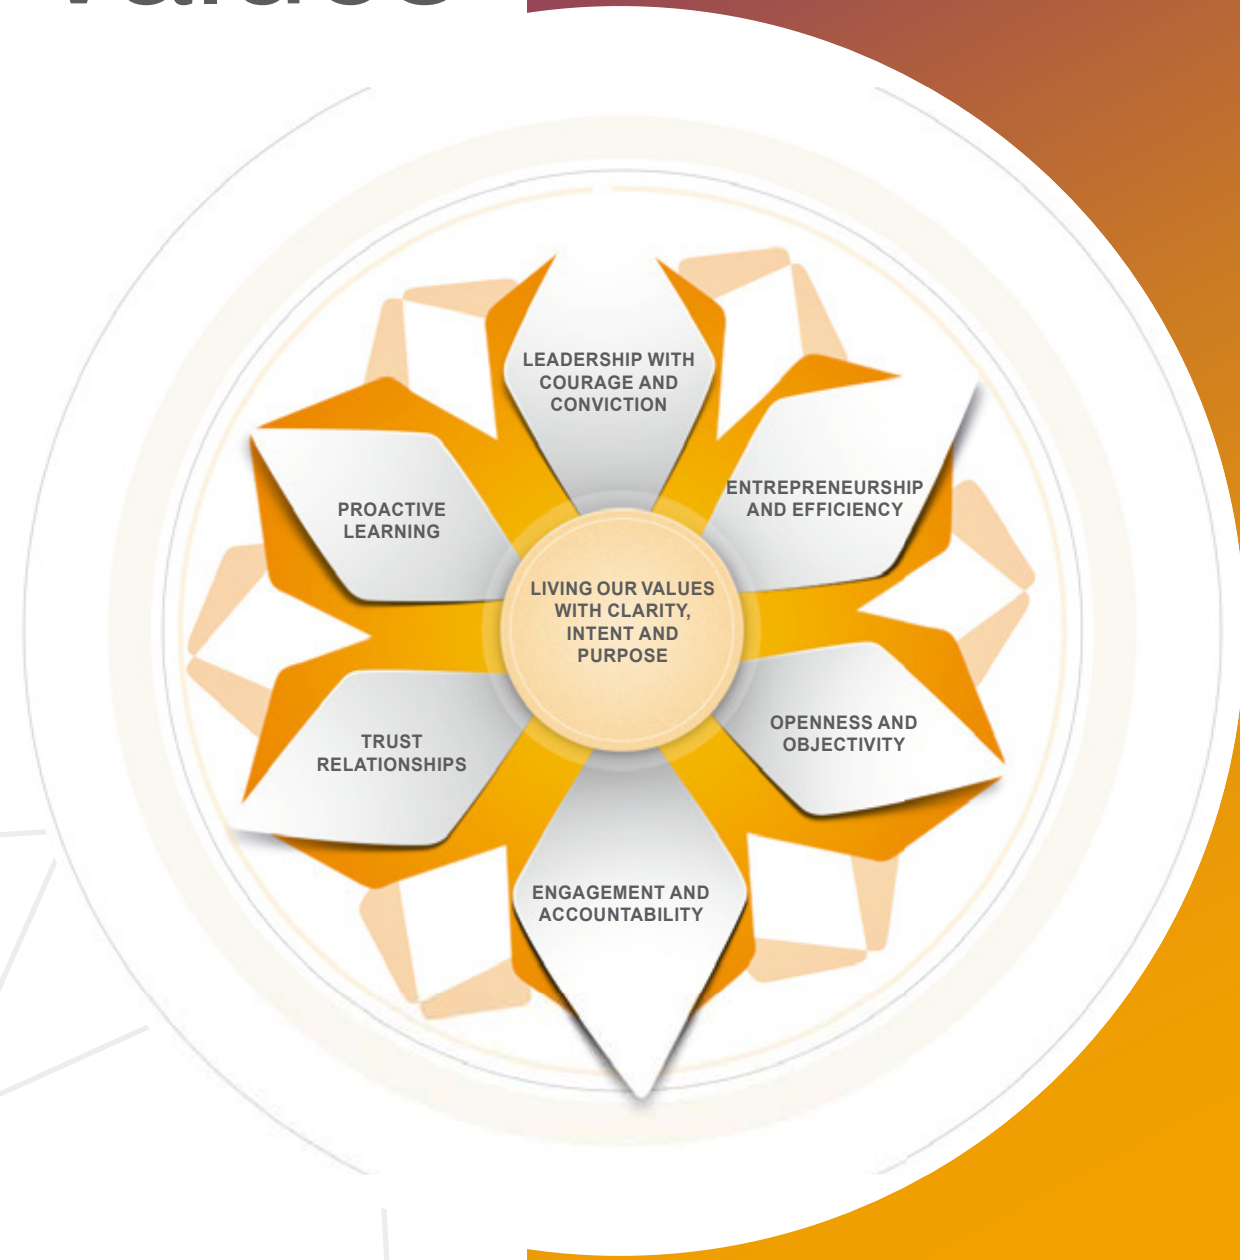 LEADERSHIP WITH
COURAGE AND
CONVICTION
ENTREPRENEURSHIP
AND EFFICIENCY
PROACTIVE
LEARNING
LIVING OUR VALUES
WITH CLARITY,
INTENT AND
PURPOSE
OPENNESS AND
OBJECTIVITY
TRUST
RELATIONSHIPS
ENGAGEMENT AND
ACCOUNTABILITY